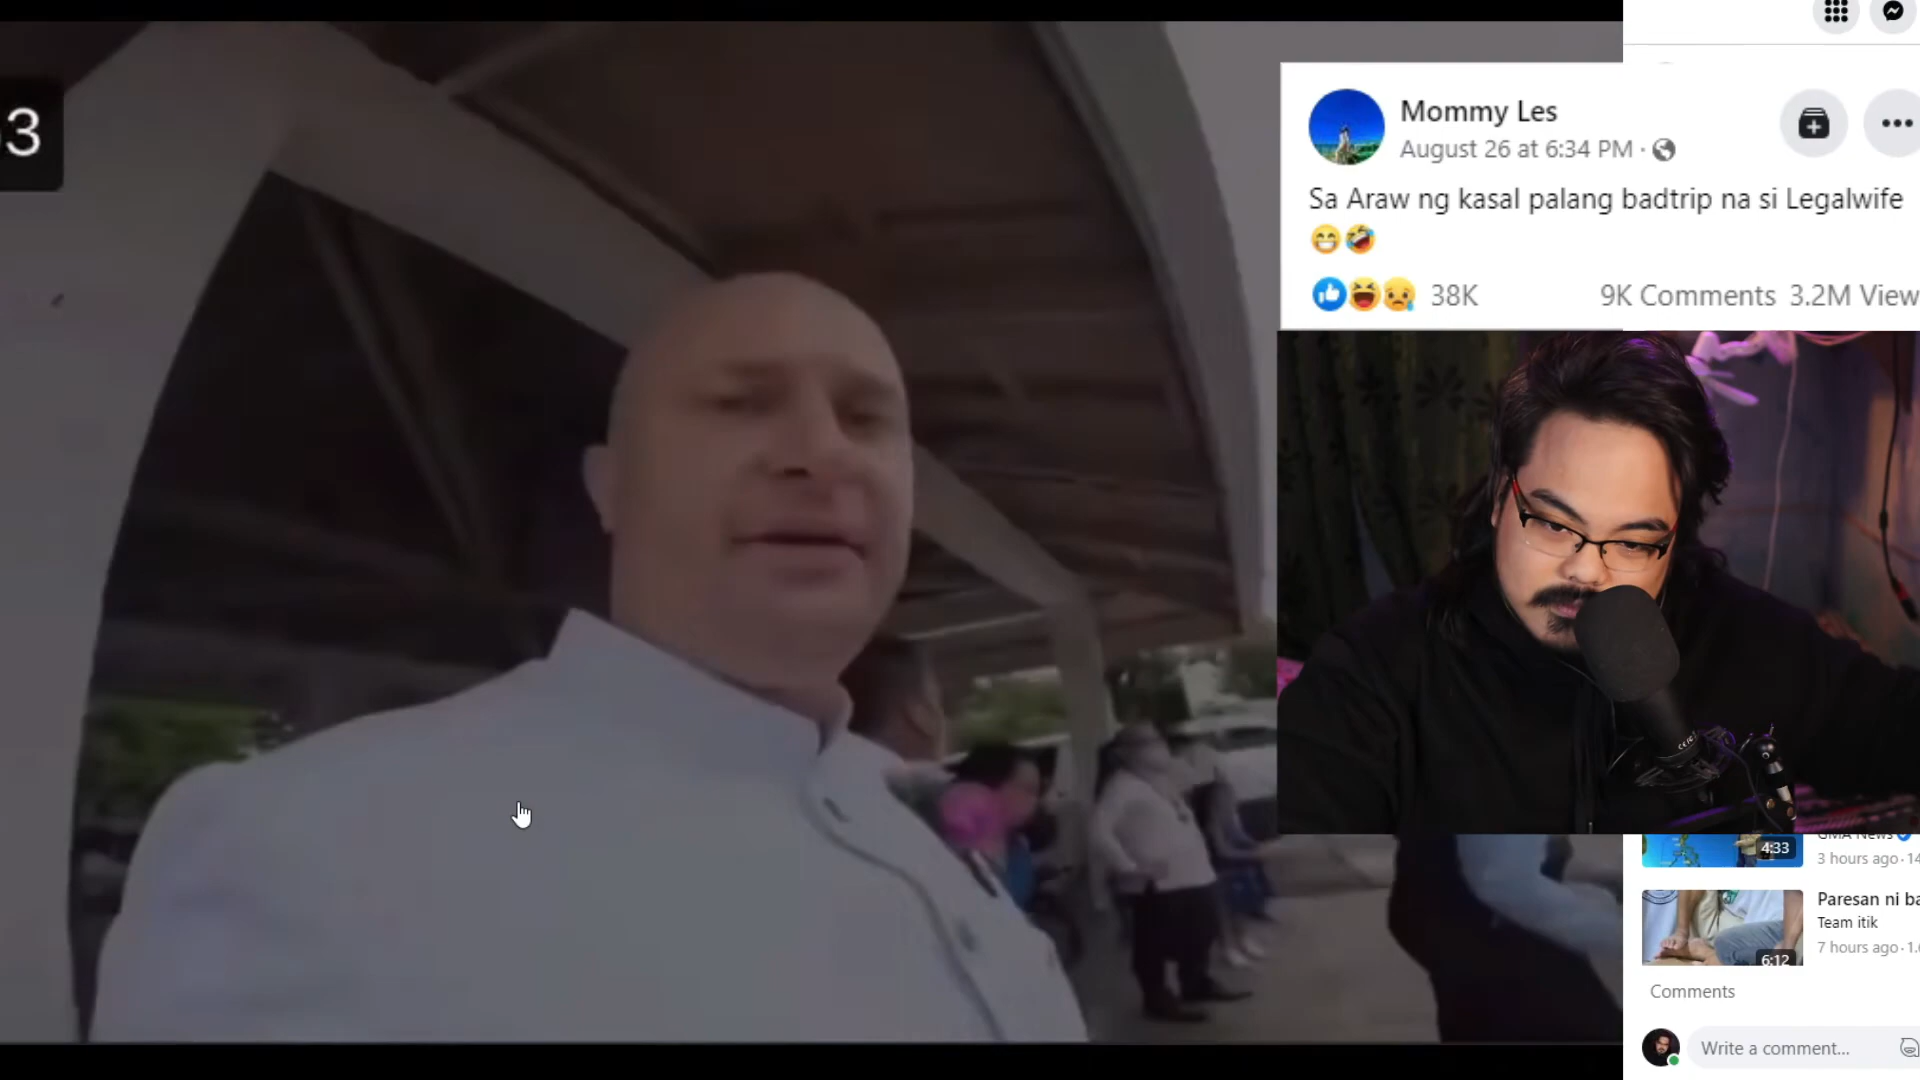 3
Mommy Les
August 26 at 6:34 PM ·
Sa Araw ng kasal palang badtrip na si Legalwife
😁🤣
38K
9K Comments 3.2M View
4:33
GMA News
3 hours ago · 14
Paresan ni ba
Team itik
7 hours ago · 1.
6:12
Comments
Write a comment...